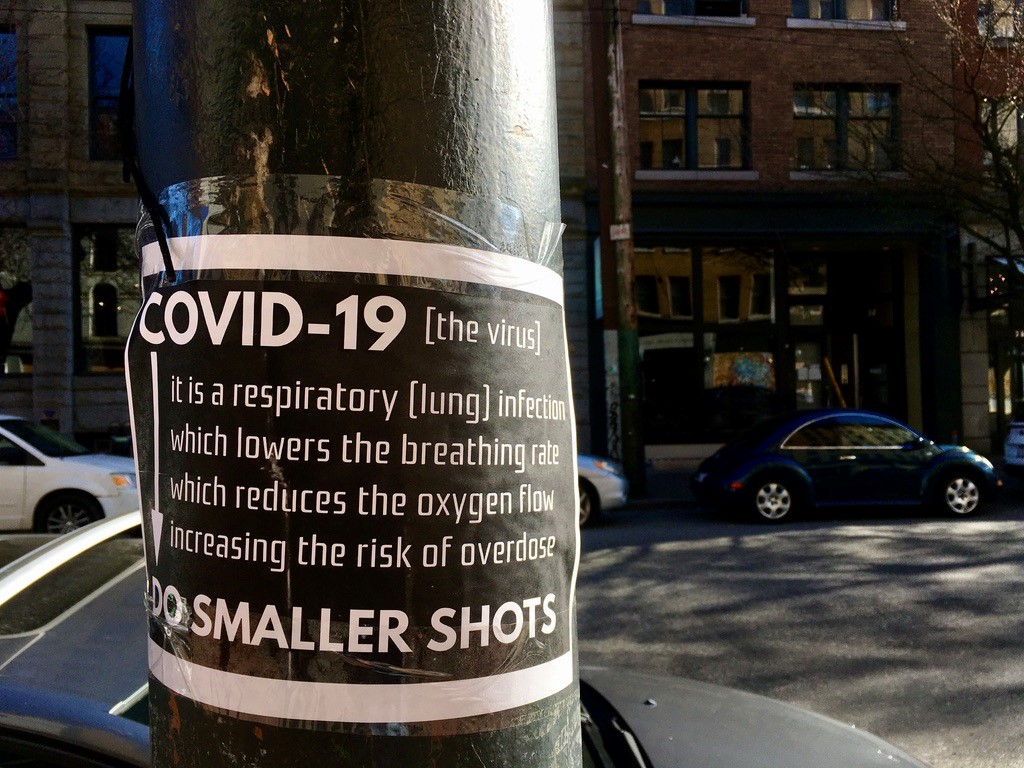 COVID-19 [the virus]
it is a respiratory [lung] infection
which lowers the breathing rate
which reduces the oxygen flow
increasing the risk of overdose
DO SMALLER SHOTS